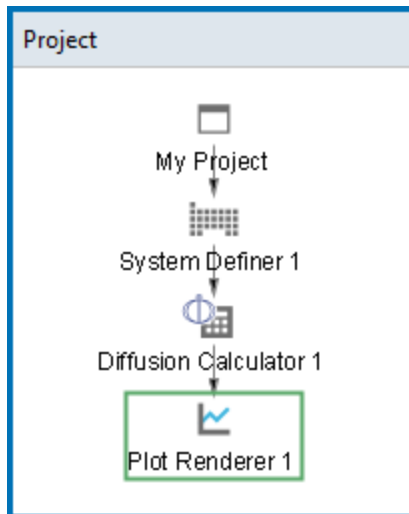 Project
My Project
System Definer 1
Diffusion Calculator 1
Plot Renderer 1